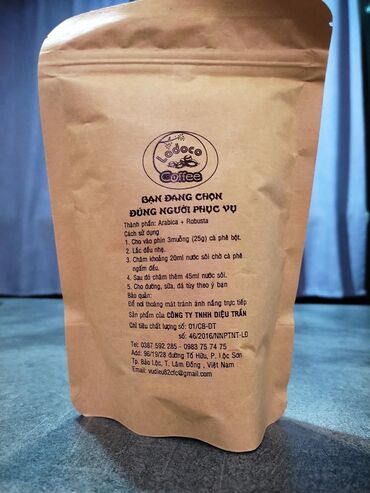 Ladoco
Coffee
BẠN ĐANG CHỌN
ĐÚNG NGƯỜI PHỤC VỤ
Thành phần: Arabica + Robusta
Cách sử dụng
1. Cho vào phin 3muỗng (25g) cà phê bột.
2. Lắc đều nhẹ.
3. Châm khoảng 20ml nước sôi chờ cà phê
ngấm đều.
4. Sau đó châm thêm 45ml nước sôi.
5. Cho đường, sữa, đá tùy theo ý bạn
Bảo quản:
Để nơi thoáng mát tránh ánh nắng trực tiếp
Sản phẩm của CÔNG TY TNHH DIỆU TRẦN
Chỉ tiêu chất lượng số: 01/CB-DT
số: 46/2016/NNPTNT-LĐ
Tel: 0387 592 285 - 0983 75 74 75
Add: 96/19/28 đường Tố Hữu, P. Lộc Sơn
Tp. Bảo Lộc, T. Lâm Đồng , Việt Nam
Email: vudieu82cfc@gmail.com